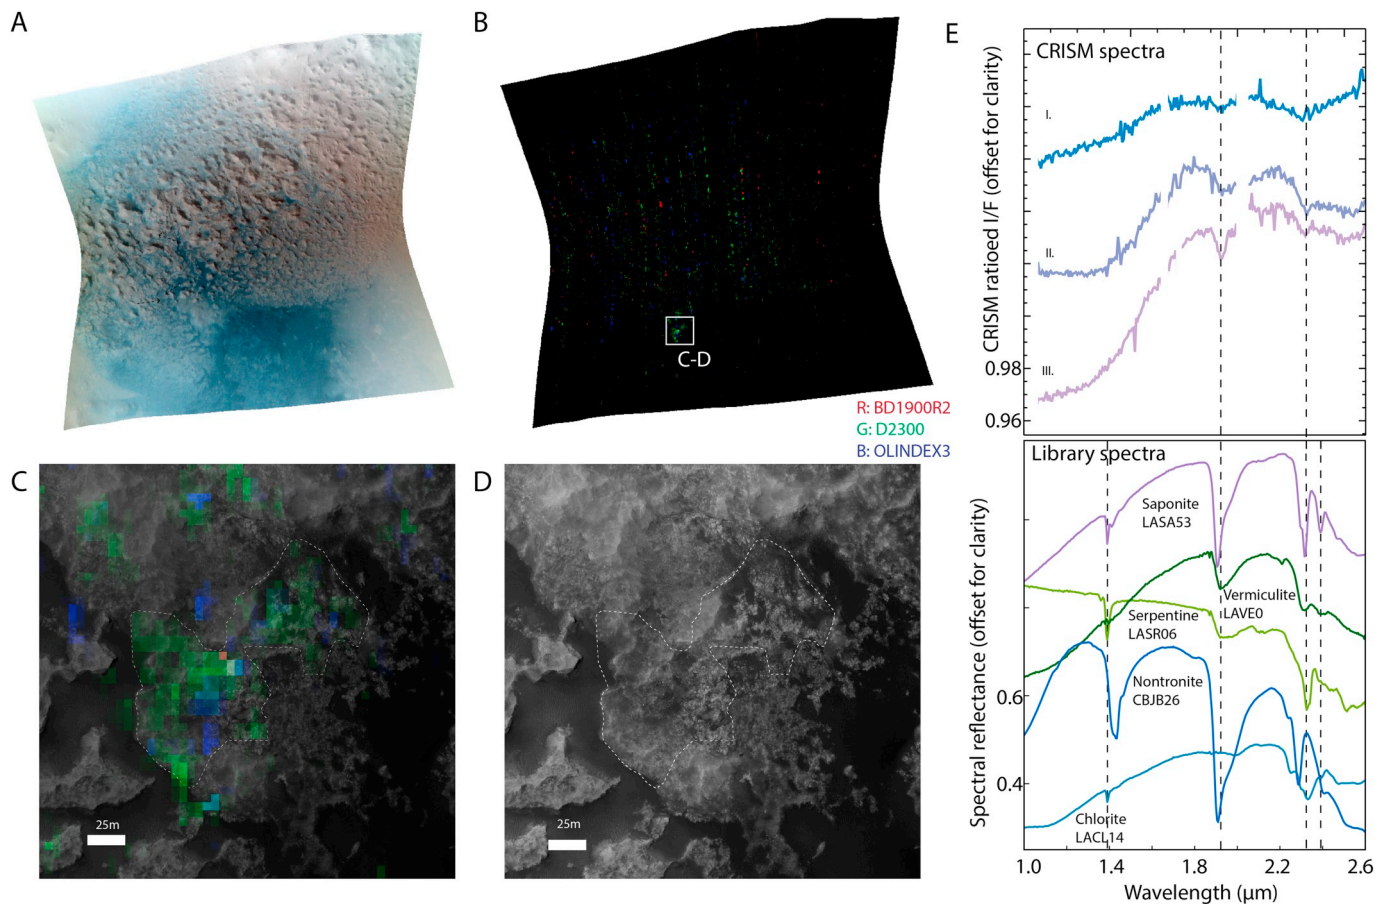 A
B
C-D
R: BD1900R2
G: D2300
B: OLINDEX3
C
25m
D
25m
E
CRISM spectra
I.
II.
III.
0.98
0.96
CRISM ratioed I/F (offset for clarity)
Library spectra
Saponite
LASA53
Vermiculite
LAVE0
Serpentine
LASR06
Nontronite
CBJB26
Chlorite
LACL14
0.6
0.4
Spectral reflectance (offset for clarity)
1.0 1.4 1.8 2.2 2.6
Wavelength (μm)